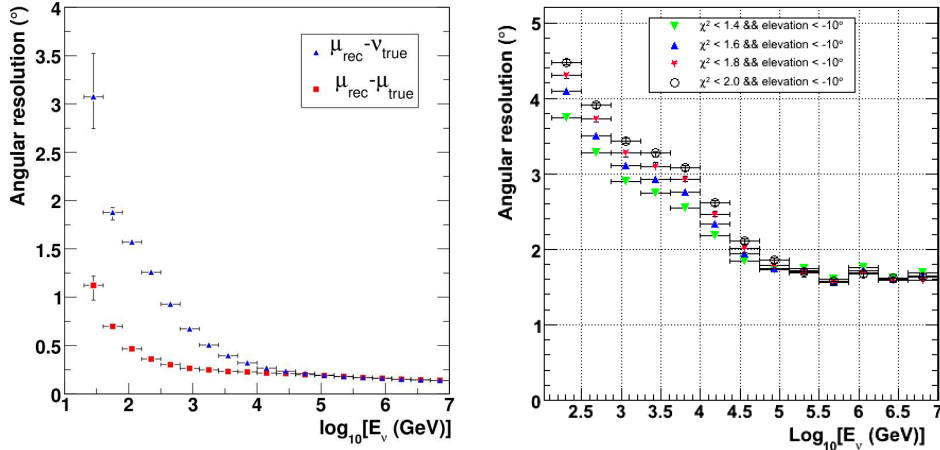 Angular resolution (°)
4
3.5
3
2.5
2
1.5
1
0.5
0
μrec-νtrue
μrec-μtrue
1 2 3 4 5 6 7
log10[Eν (GeV)]
Angular resolution (°)
5
4
3
2
1
0
χ² < 1.4 && elevation < -10°
χ² < 1.6 && elevation < -10°
χ² < 1.8 && elevation < -10°
χ² < 2.0 && elevation < -10°
2.5 3 3.5 4 4.5 5 5.5 6 6.5 7
Log10[Eν (GeV)]